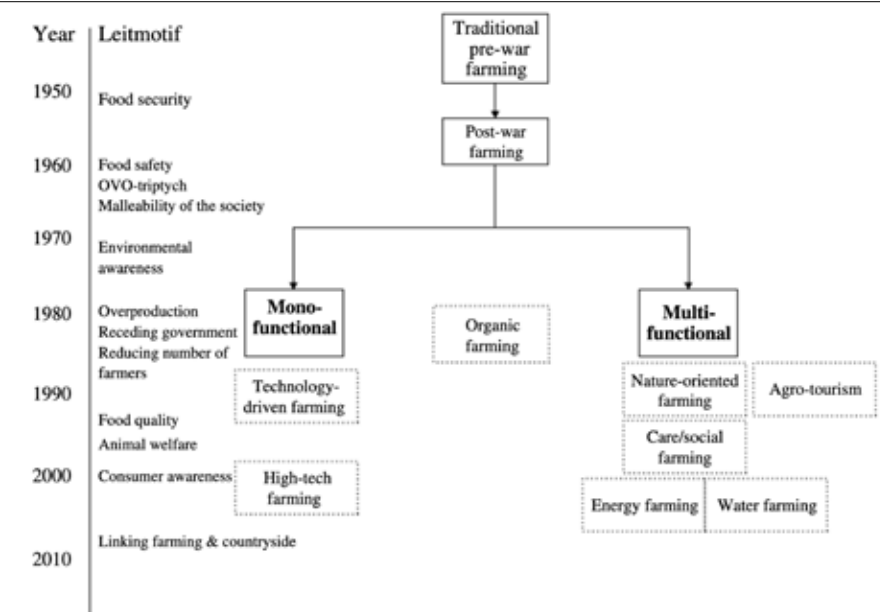 Year
Leitmotif
Traditional
pre-war
farming
1950
Food security
Post-war
farming
1960
Food safety
OVO-triptych
Malleability of the society
1970
Environmental
awareness
1980
Overproduction
Receding government
Reducing number of
farmers
Mono-
functional
Organic
farming
Multi-
functional
Technology-
driven farming
Nature-oriented
farming
Agro-tourism
1990
Food quality
Animal welfare
Care/social
farming
2000
Consumer awareness
High-tech
farming
Energy farming
Water farming
Linking farming & countryside
2010